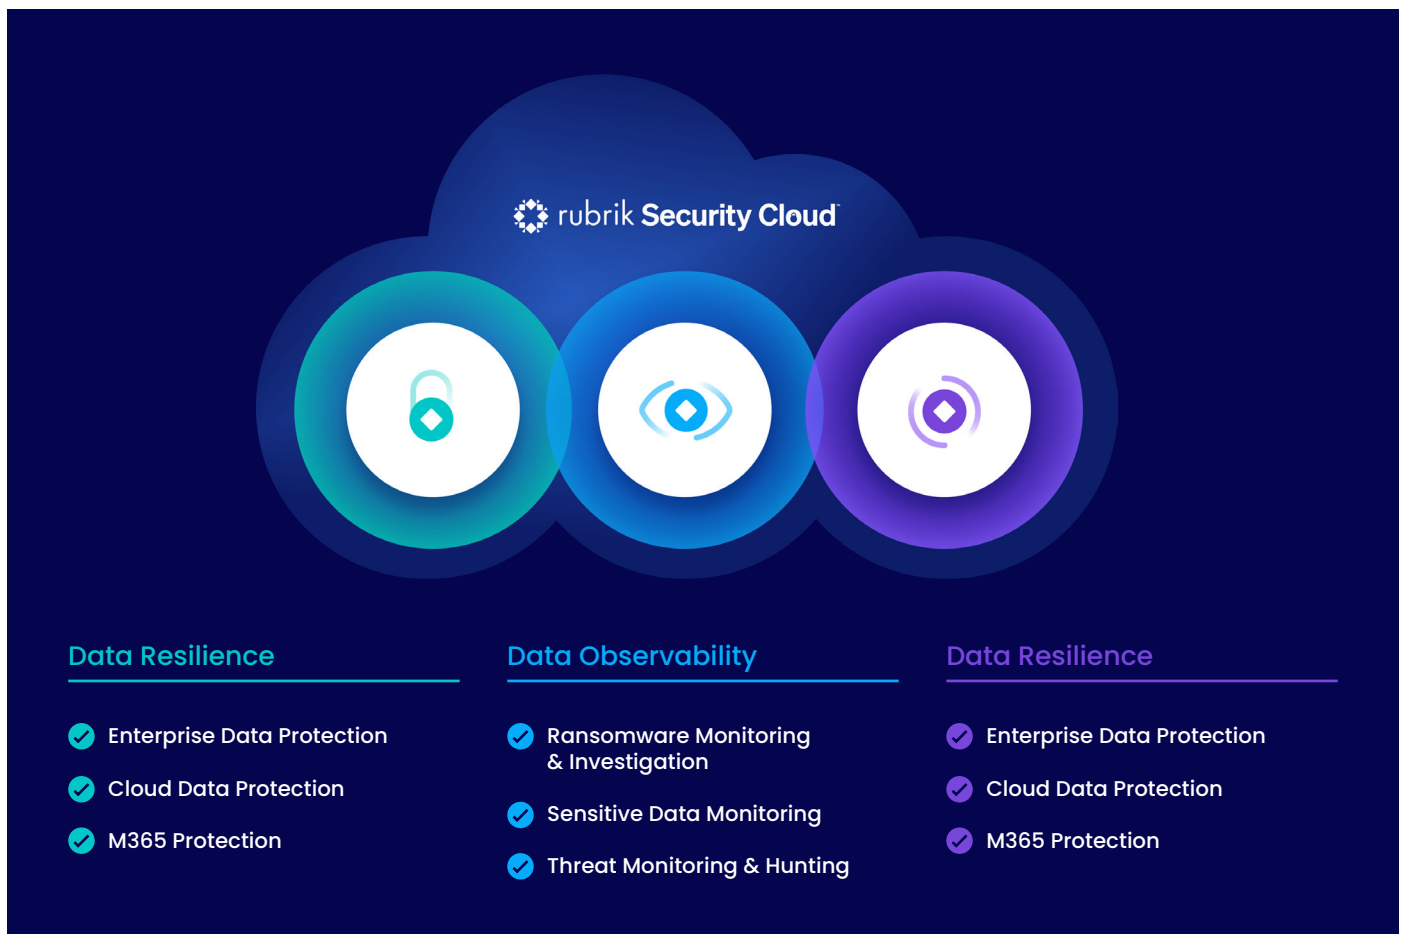 rubrik Security Cloud™
Data Resilience
Enterprise Data Protection
Cloud Data Protection
M365 Protection
Data Observability
Ransomware Monitoring
& Investigation
Sensitive Data Monitoring
Threat Monitoring & Hunting
Data Resilience
Enterprise Data Protection
Cloud Data Protection
M365 Protection